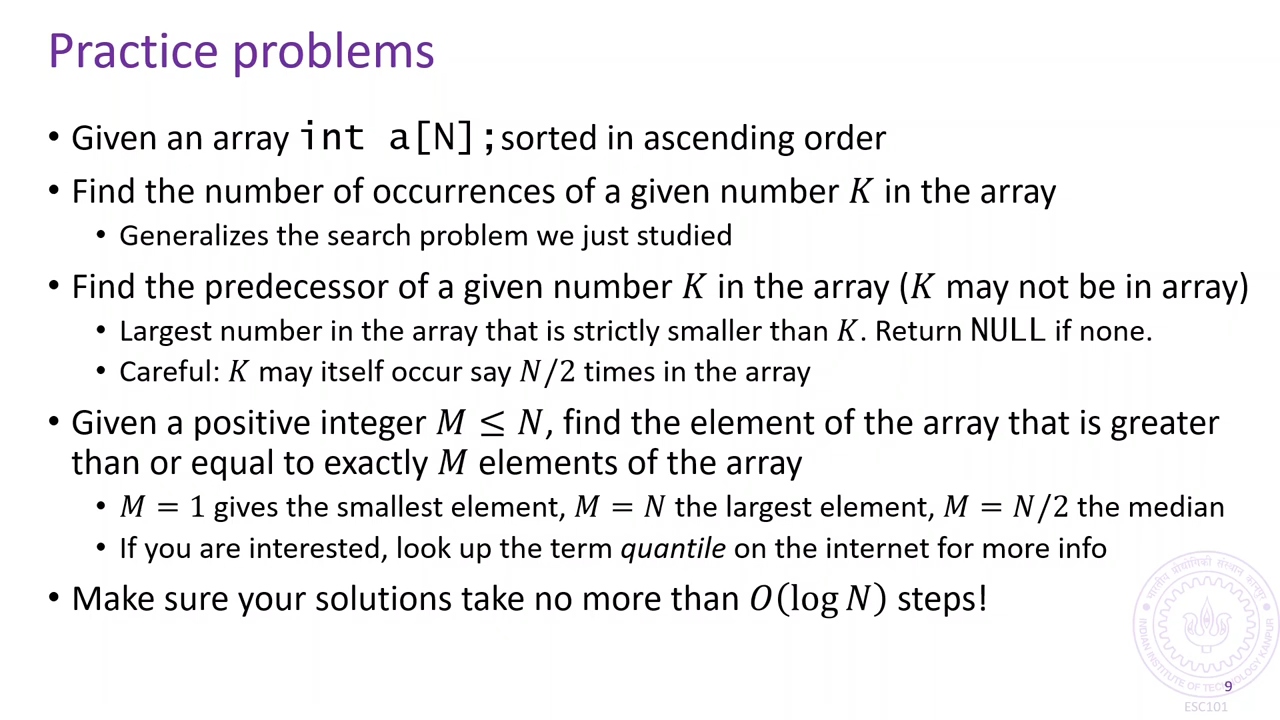 Practice problems
• Given an array int a[N]; sorted in ascending order
• Find the number of occurrences of a given number K in the array
• Generalizes the search problem we just studied
• Find the predecessor of a given number K in the array (K may not be in array)
• Largest number in the array that is strictly smaller than K. Return NULL if none.
• Careful: K may itself occur say N/2 times in the array
• Given a positive integer M ≤ N, find the element of the array that is greater
than or equal to exactly M elements of the array
• M = 1 gives the smallest element, M = N the largest element, M = N/2 the median
• If you are interested, look up the term quantile on the internet for more info
• Make sure your solutions take no more than O(log N) steps!
INDIAN INSTITUTE OF TECHNOLOGY KANPUR
9
ESC101